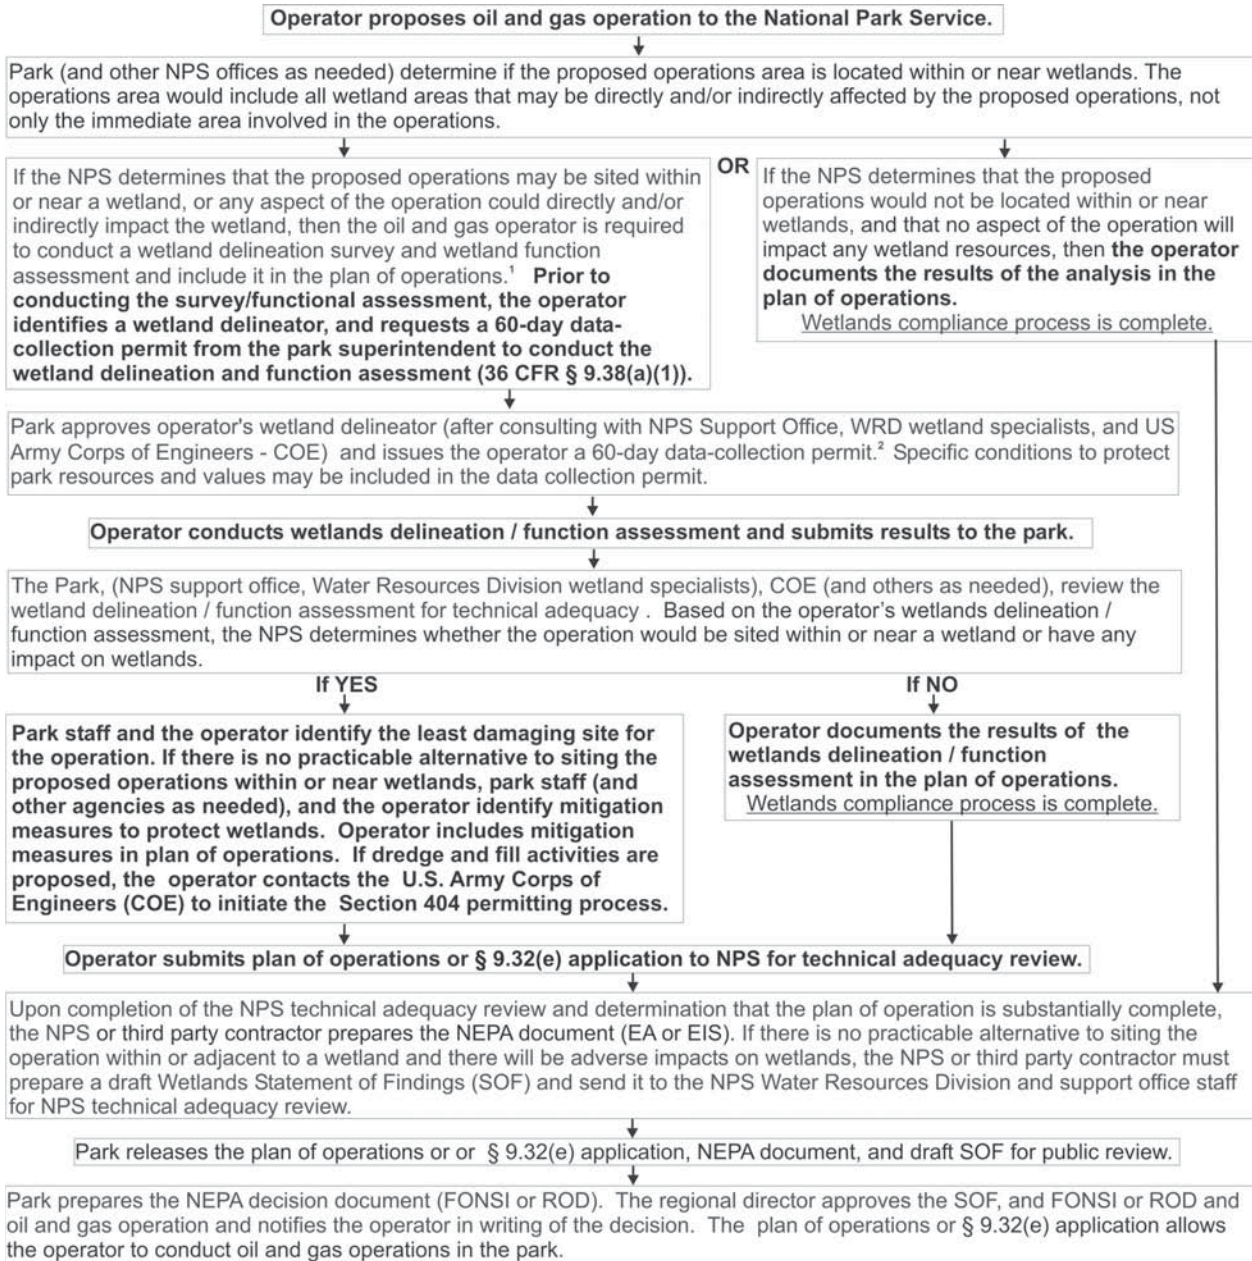 Operator proposes oil and gas operation to the National Park Service.
Park (and other NPS offices as needed) determine if the proposed operations area is located within or near wetlands. The
operations area would include all wetland areas that may be directly and/or indirectly affected by the proposed operations, not
only the immediate area involved in the operations.
If the NPS determines that the proposed operations may be sited within
or near a wetland, or any aspect of the operation could directly and/or
indirectly impact the wetland, then the oil and gas operator is required
to conduct a wetland delineation survey and wetland function
assessment and include it in the plan of operations.¹ Prior to
conducting the survey/functional assessment, the operator
identifies a wetland delineator, and requests a 60-day data-
collection permit from the park superintendent to conduct the
wetland delineation and function asessment (36 CFR § 9.38(a)(1)).
OR
If the NPS determines that the proposed
operations would not be located within or near
wetlands, and that no aspect of the operation will
impact any wetland resources, then the operator
documents the results of the analysis in the
plan of operations.
Wetlands compliance process is complete.
Park approves operator's wetland delineator (after consulting with NPS Support Office, WRD wetland specialists, and US
Army Corps of Engineers - COE) and issues the operator a 60-day data-collection permit.² Specific conditions to protect
park resources and values may be included in the data collection permit.
Operator conducts wetlands delineation / function assessment and submits results to the park.
The Park, (NPS support office, Water Resources Division wetland specialists), COE (and others as needed), review the
wetland delineation / function assessment for technical adequacy . Based on the operator's wetlands delineation /
function assessment, the NPS determines whether the operation would be sited within or near a wetland or have any
impact on wetlands.
If YES
Park staff and the operator identify the least damaging site for
the operation. If there is no practicable alternative to siting the
proposed operations within or near wetlands, park staff (and
other agencies as needed), and the operator identify mitigation
measures to protect wetlands. Operator includes mitigation
measures in plan of operations. If dredge and fill activities are
proposed, the operator contacts the U.S. Army Corps of
Engineers (COE) to initiate the Section 404 permitting process.
If NO
Operator documents the results of the
wetlands delineation / function
assessment in the plan of operations.
Wetlands compliance process is complete.
Operator submits plan of operations or § 9.32(e) application to NPS for technical adequacy review.
Upon completion of the NPS technical adequacy review and determination that the plan of operation is substantially complete,
the NPS or third party contractor prepares the NEPA document (EA or EIS). If there is no practicable alternative to siting the
operation within or adjacent to a wetland and there will be adverse impacts on wetlands, the NPS or third party contractor must
prepare a draft Wetlands Statement of Findings (SOF) and send it to the NPS Water Resources Division and support office staff
for NPS technical adequacy review.
Park releases the plan of operations or or § 9.32(e) application, NEPA document, and draft SOF for public review.
Park prepares the NEPA decision document (FONSI or ROD). The regional director approves the SOF, and FONSI or ROD and
oil and gas operation and notifies the operator in writing of the decision. The plan of operations or § 9.32(e) application allows
the operator to conduct oil and gas operations in the park.